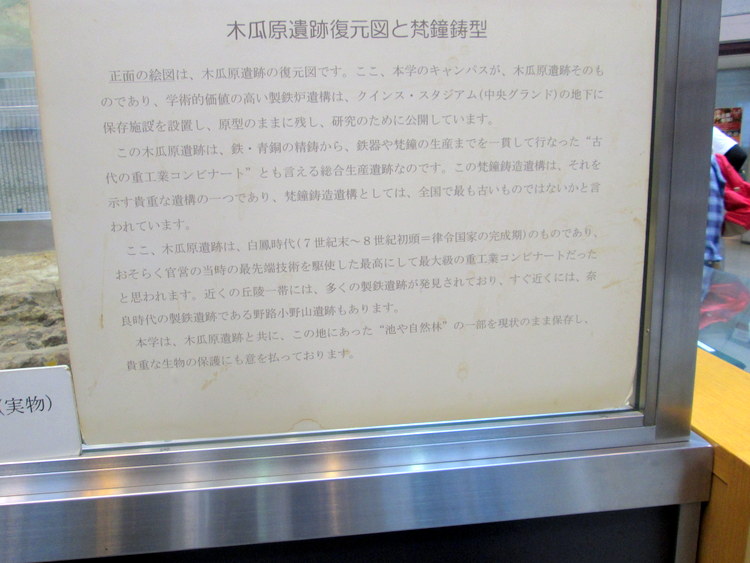 木瓜原遺跡復元図と梵鐘鋳型
正面の絵図は、木瓜原遺跡の復元図です。ここ、本学のキャンパスが、木瓜原遺跡そのも
のであり、学術的価値の高い製鉄炉遺構は、クインス・スタジアム(中央グランド)の地下に
保存施設を設置し、原型のままに残し、研究のために公開しています。
この木瓜原遺跡は、鉄・青銅の精鋳から、鉄器や梵鐘の生産までを一貫して行なった“古
代の重工業コンビナート”とも言える総合生産遺跡なのです。この梵鐘鋳造遺構は、それを
示す貴重な遺構の一つであり、梵鐘鋳造遺構としては、全国で最も古いものではないかと言
われています。
ここ、木瓜原遺跡は、白鳳時代(7世紀末～8世紀初頭＝律令国家の完成期)のものであり、
おそらく官営の当時の最先端技術を駆使した最高にして最大級の重工業コンビナートだった
と思われます。近くの丘陵一帯には、多くの製鉄遺跡が発見されており、すぐ近くには、奈
良時代の製鉄遺跡である野路小野山遺跡もあります。
本学は、木瓜原遺跡と共に、この地にあった“池や自然林”の一部を現状のまま保存し、
貴重な生物の保護にも意を払っております。
(実物)